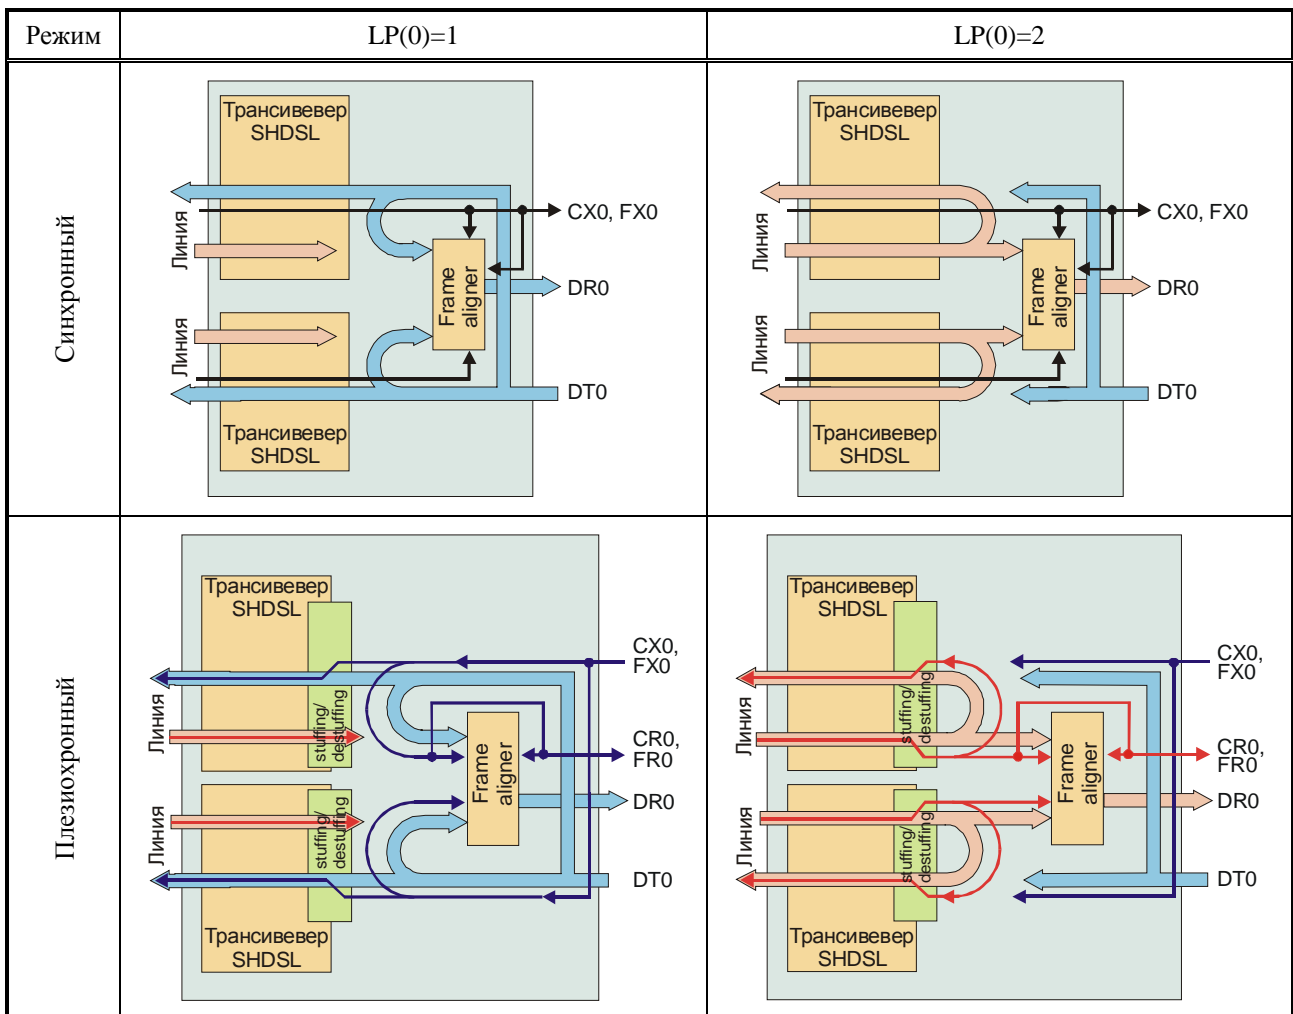 Режим
LP(0)=1
LP(0)=2
Синхронный
Трансивевер
SHDSL
Линия
CX0, FX0
Frame
aligner
DR0
Линия
DT0
Трансивевер
SHDSL
Трансивевер
SHDSL
Линия
CX0, FX0
Frame
aligner
DR0
Линия
DT0
Трансивевер
SHDSL
Плезиохронный
Трансивевер
SHDSL
stuffing/
destuffing
Линия
CX0,
FX0
CR0,
FR0
Frame
aligner
DR0
Линия
stuffing/
destuffing
DT0
Трансивевер
SHDSL
Трансивевер
SHDSL
stuffing/
destuffing
Линия
CX0,
FX0
CR0,
FR0
Frame
aligner
DR0
Линия
stuffing/
destuffing
DT0
Трансивевер
SHDSL